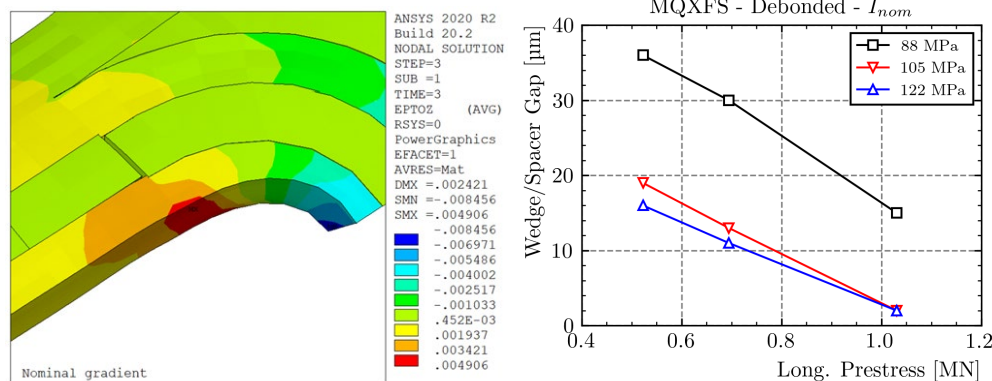 ANSYS 2020 R2
Build 20.2
NODAL SOLUTION
STEP=3
SUB =1
TIME=3
EPTOZ (AVG)
RSYS=0
PowerGraphics
EFACET=1
AVRES=Mat
DMX =.002421
SMN =-.008456
SMX =.004906
-.008456
-.006971
-.005486
-.004002
-.002517
-.001033
.452E-03
.001937
.003421
.004906
Nominal gradient
MQXFS - Debonded - Inom
88 MPa
105 MPa
122 MPa
Wedge/Spacer Gap [µm]
40
30
20
10
0
0.4 0.6 0.8 1.0 1.2
Long. Prestress [MN]